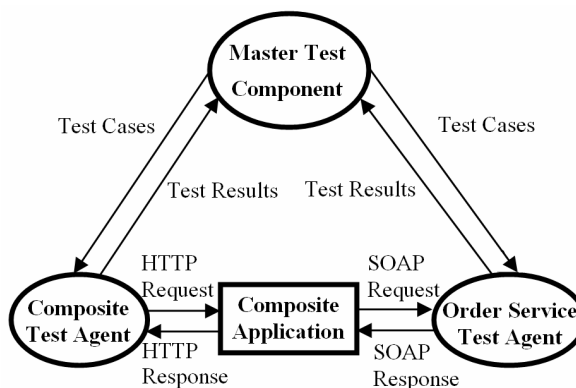 Master Test
Component
Test Cases
Test Cases
Test Results
Test Results
HTTP
Request
SOAP
Request
Composite
Test Agent
Composite
Application
Order Service
Test Agent
HTTP
Response
SOAP
Response